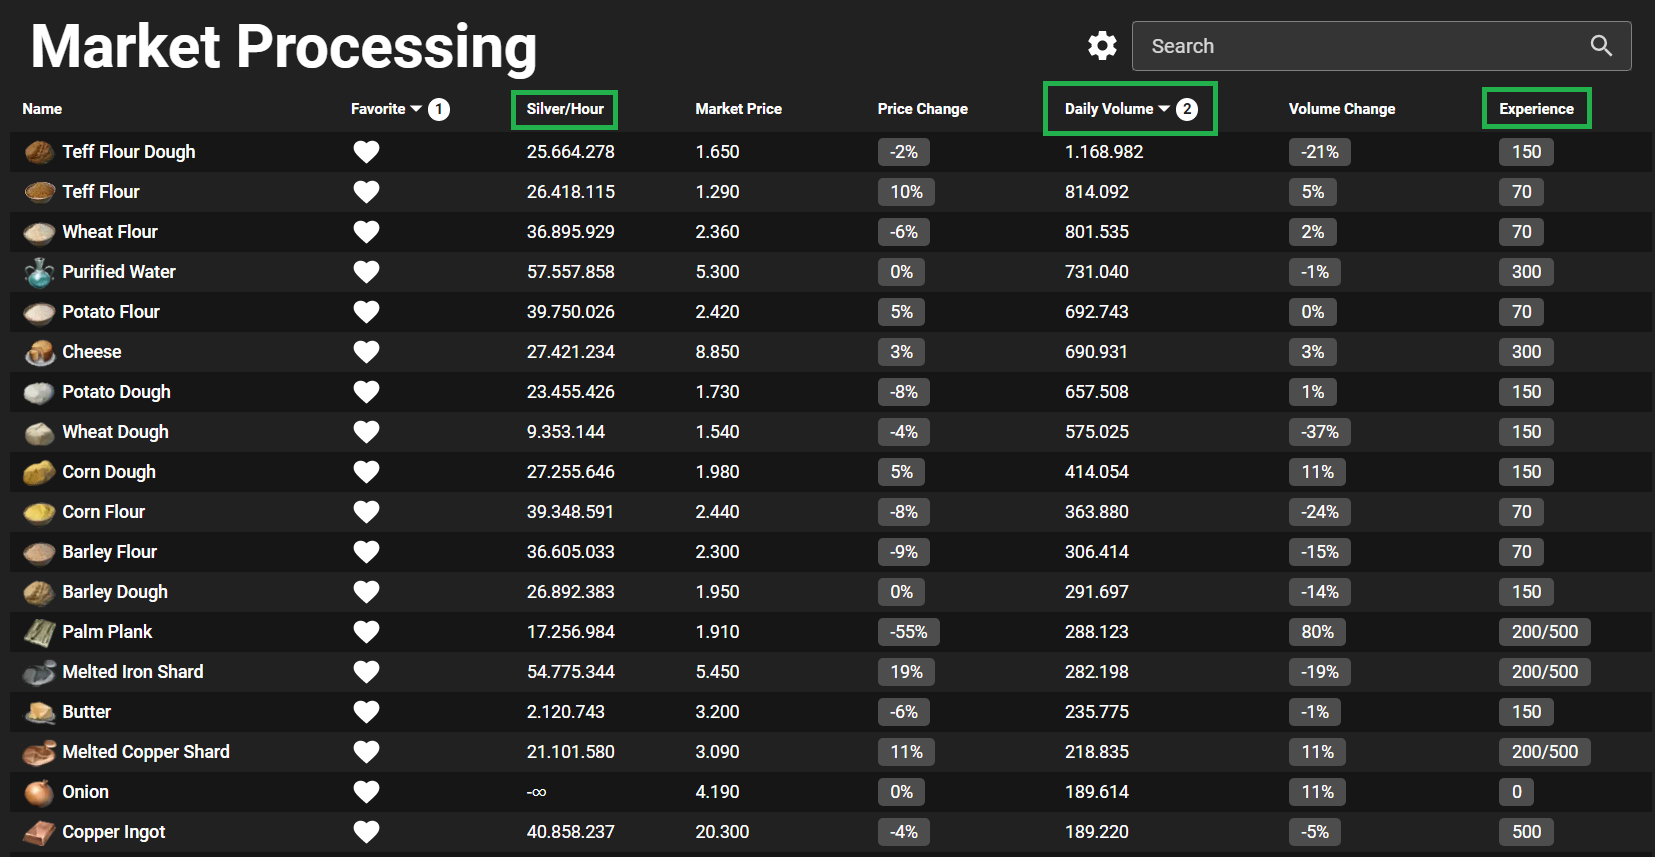 Market Processing
Search
Name Favorite 1 Silver/Hour Market Price Price Change Daily Volume 2 Volume Change Experience
Teff Flour Dough 25.664.278 1.650 -2% 1.168.982 -21% 150
Teff Flour 26.418.115 1.290 10% 814.092 5% 70
Wheat Flour 36.895.929 2.360 -6% 801.535 2% 70
Purified Water 57.557.858 5.300 0% 731.040 -1% 300
Potato Flour 39.750.026 2.420 5% 692.743 0% 70
Cheese 27.421.234 8.850 3% 690.931 3% 300
Potato Dough 23.455.426 1.730 -8% 657.508 1% 150
Wheat Dough 9.353.144 1.540 -4% 575.025 -37% 150
Corn Dough 27.255.646 1.980 5% 414.054 11% 150
Corn Flour 39.348.591 2.440 -8% 363.880 -24% 70
Barley Flour 36.605.033 2.300 -9% 306.414 -15% 70
Barley Dough 26.892.383 1.950 0% 291.697 -14% 150
Palm Plank 17.256.984 1.910 -55% 288.123 80% 200/500
Melted Iron Shard 54.775.344 5.450 19% 282.198 -19% 200/500
Butter 2.120.743 3.200 -6% 235.775 -1% 150
Melted Copper Shard 21.101.580 3.090 11% 218.835 11% 200/500
Onion -∞ 4.190 0% 189.614 11% 0
Copper Ingot 40.858.237 20.300 -4% 189.220 -5% 500